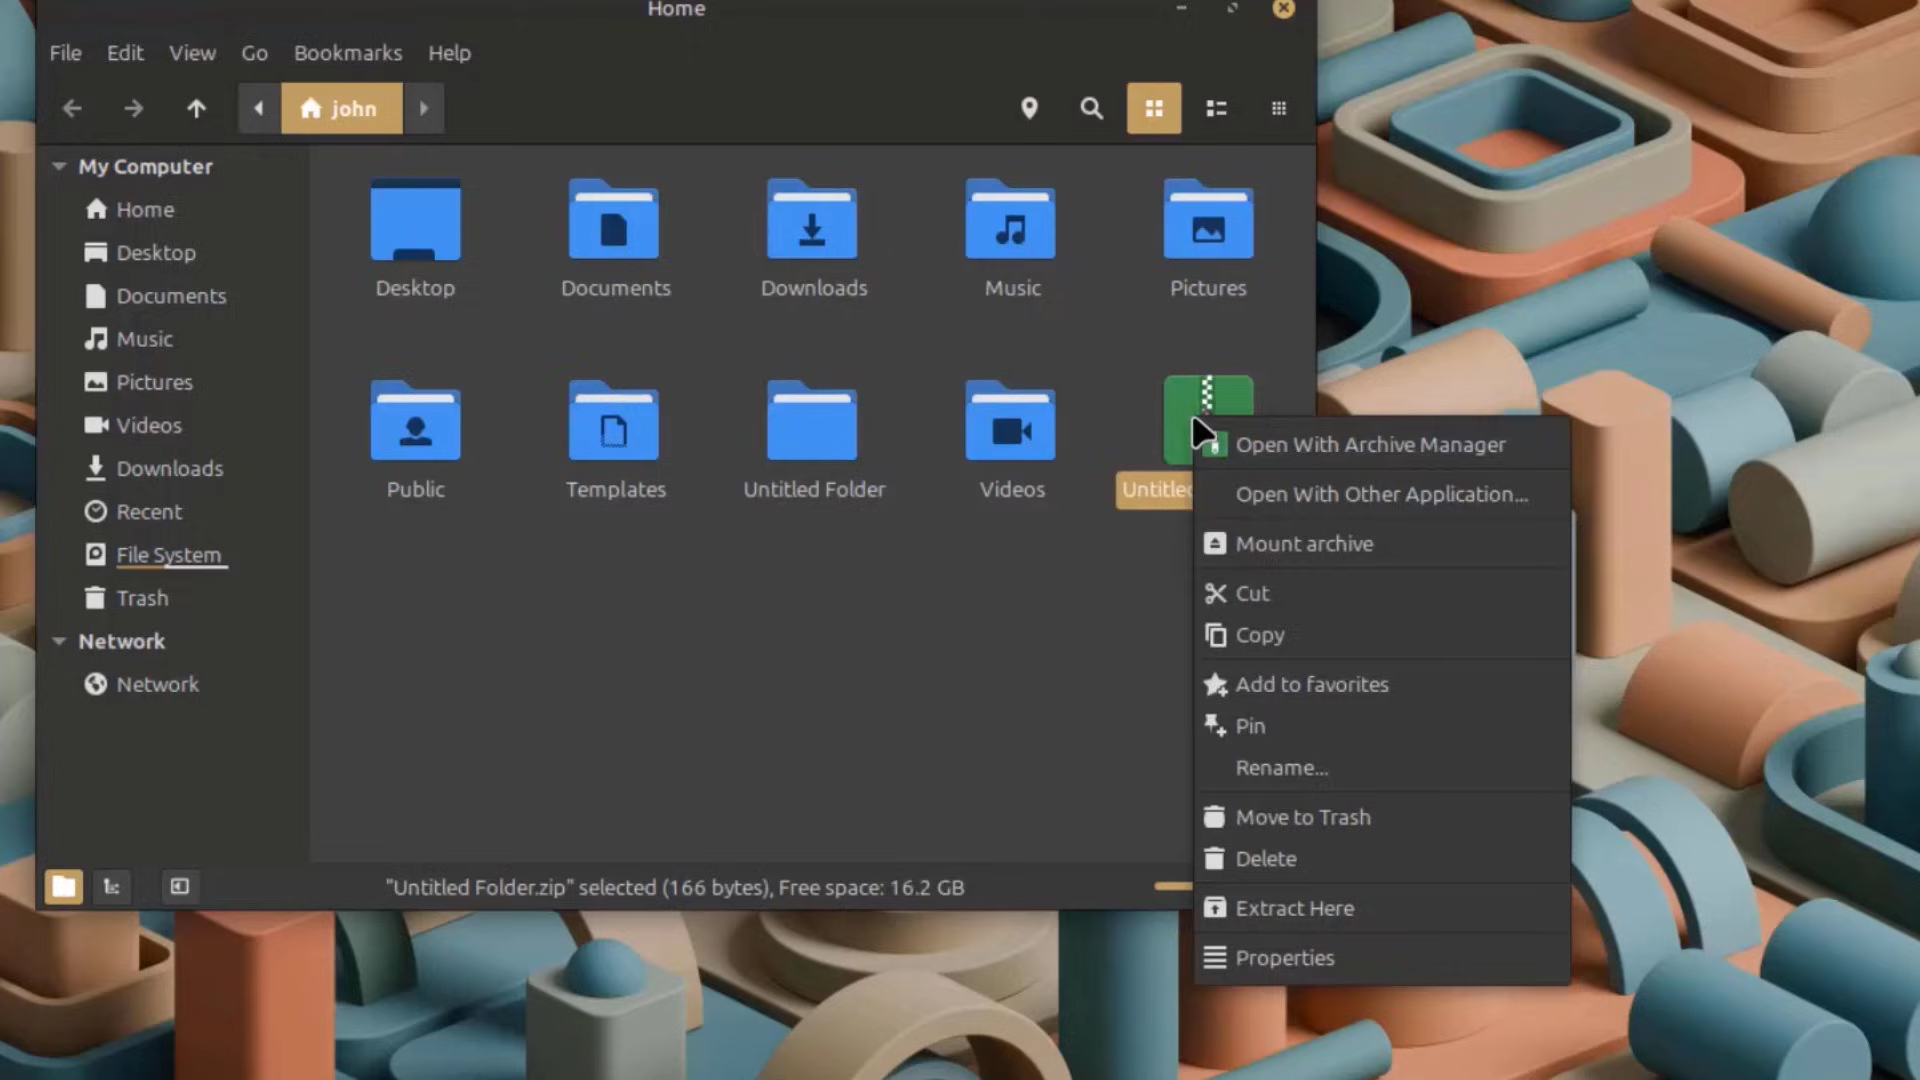 Home
File Edit View Go Bookmarks Help
john
My Computer
Home
Desktop
Documents
Music
Pictures
Videos
Downloads
Recent
File System
Trash
Network
Network
Desktop Documents Downloads Music Pictures
Public Templates Untitled Folder Videos
Open With Archive Manager
Open With Other Application...
Mount archive
Cut
Copy
Add to favorites
Pin
Rename...
Move to Trash
Delete
Extract Here
Properties
"Untitled Folder.zip" selected (166 bytes), Free space: 16.2 GB